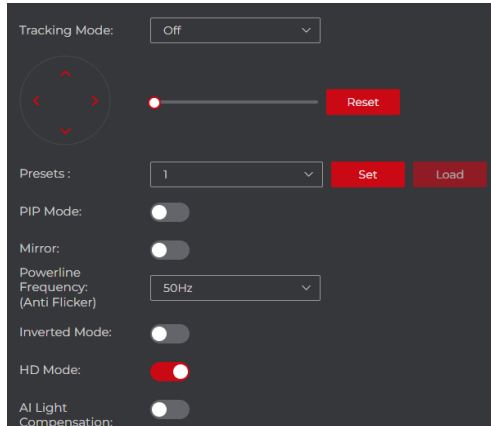 Tracking Mode: Off
Reset
Presets : 1 Set Load
PIP Mode:
Mirror:
Powerline
Frequency: 50Hz
(Anti Flicker)
Inverted Mode:
HD Mode:
AI Light
Compensation: